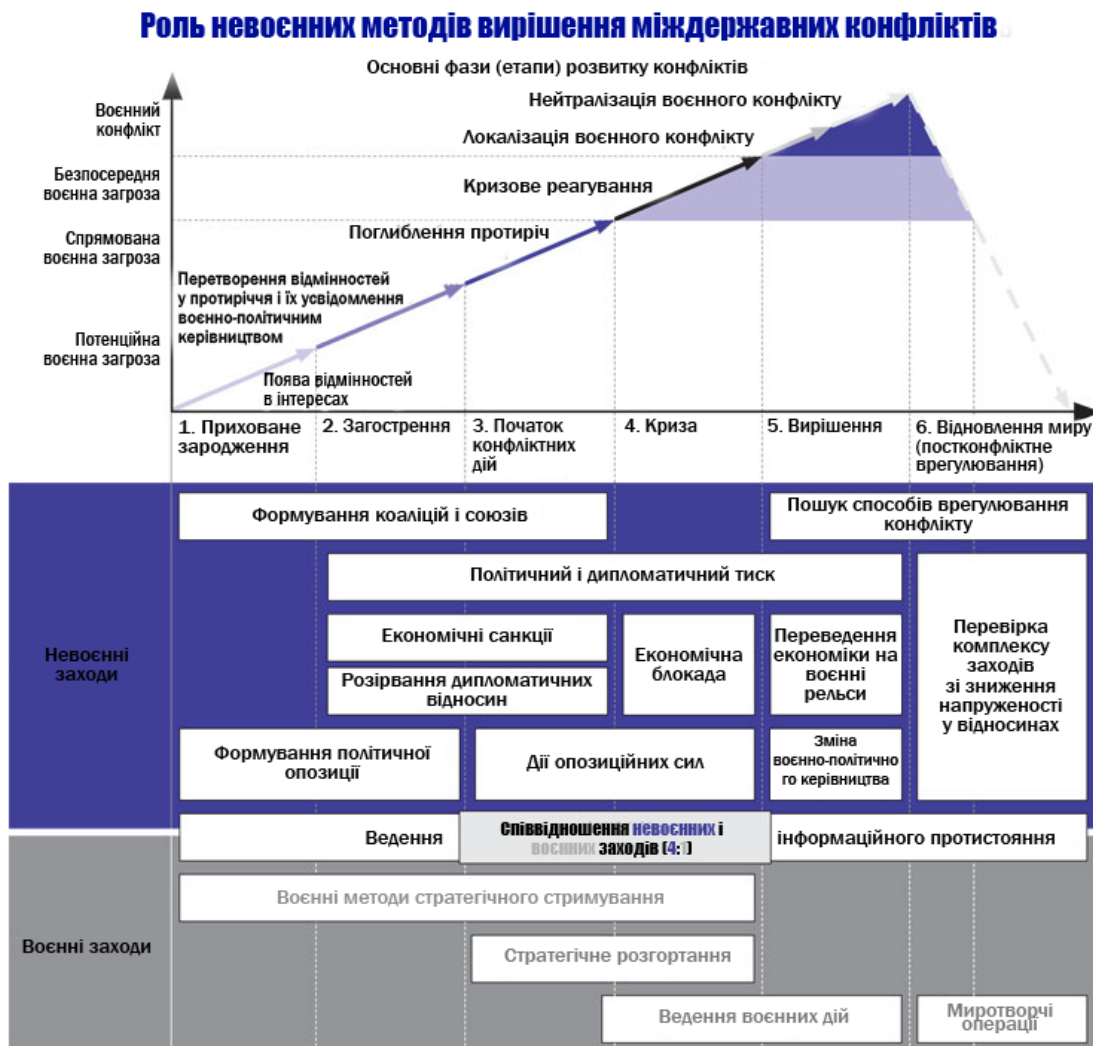 Роль невоєнних методів вирішення міждержавних конфліктів
Основні фази (етапи) розвитку конфліктів
Нейтралізація воєнного конфлікту
Воєнний
конфлікт
Локалізація воєнного конфлікту
Безпосередня
воєнна загроза
Кризове реагування
Спрямована
воєнна загроза
Поглиблення протиріч
Перетворення відмінностей
у протиріччя і їх усвідомлення
воєнно-політичним
керівництвом
Потенційна
воєнна загроза
Поява відмінностей
в інтересах
1. Приховане
зародження
2. Загострення
3. Початок
конфліктних
дій
4. Криза
5. Вирішення
6. Відновлення миру
(постконфліктне
врегулювання)
Невоєнні
заходи
Формування коаліцій і союзів
Пошук способів врегулювання
конфлікту
Політичний і дипломатичний тиск
Економічні санкції
Розірвання дипломатичних
відносин
Економічна
блокада
Переведення
економіки на
воєнні
рельси
Перевірка
комплексу
заходів
зі зниження
напруженості
у відносинах
Формування політичної
опозиції
Дії опозиційних сил
Зміна
воєнно-політично
го керівництва
Ведення
Співвідношення невоєнних і
воєнних заходів (4:1)
інформаційного протистояння
Воєнні заходи
Воєнні методи стратегічного стримування
Стратегічне розгортання
Ведення воєнних дій
Миротворчі
операції